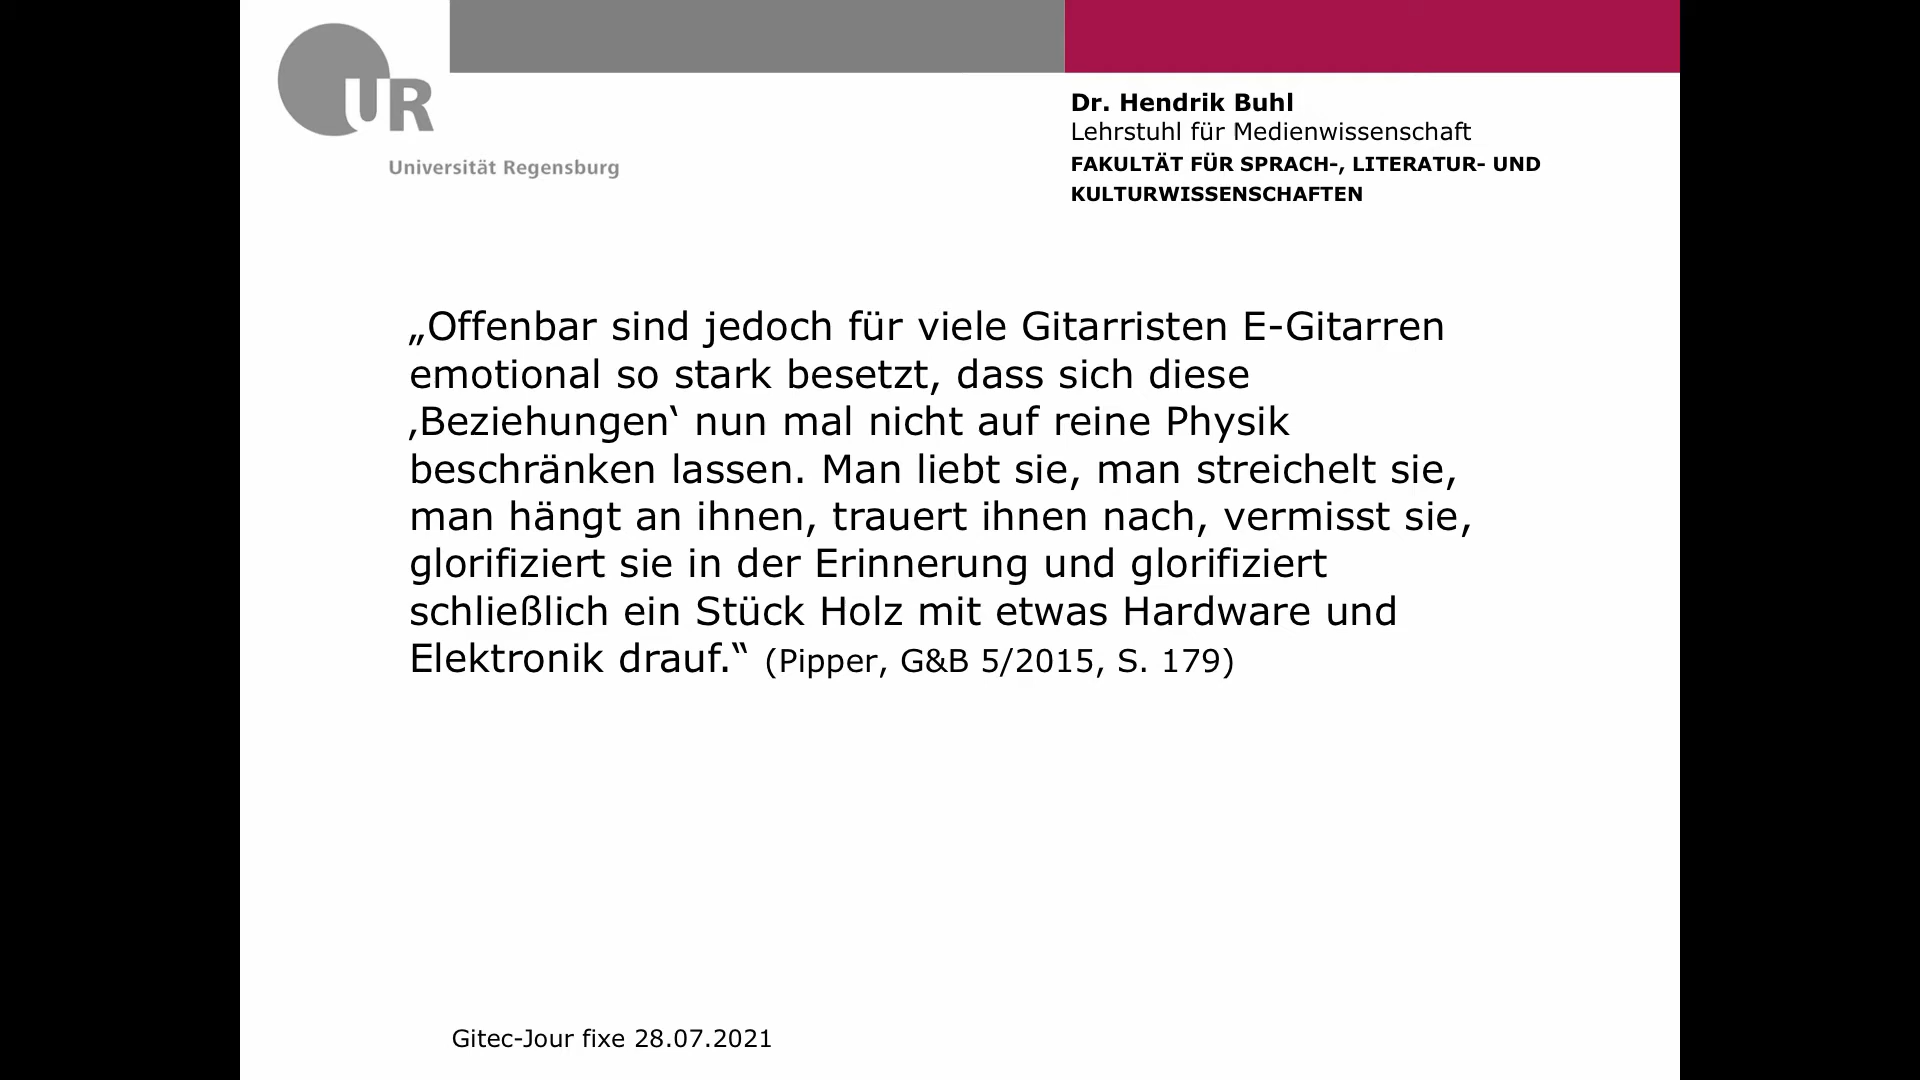 UR
Universität Regensburg
Dr. Hendrik Buhl
Lehrstuhl für Medienwissenschaft
FAKULTÄT FÜR SPRACH-, LITERATUR- UND
KULTURWISSENSCHAFTEN
„Offenbar sind jedoch für viele Gitarristen E-Gitarren
emotional so stark besetzt, dass sich diese
‚Beziehungen‘ nun mal nicht auf reine Physik
beschränken lassen. Man liebt sie, man streichelt sie,
man hängt an ihnen, trauert ihnen nach, vermisst sie,
glorifiziert sie in der Erinnerung und glorifiziert
schließlich ein Stück Holz mit etwas Hardware und
Elektronik drauf.“ (Pipper, G&B 5/2015, S. 179)
Gitec-Jour fixe 28.07.2021